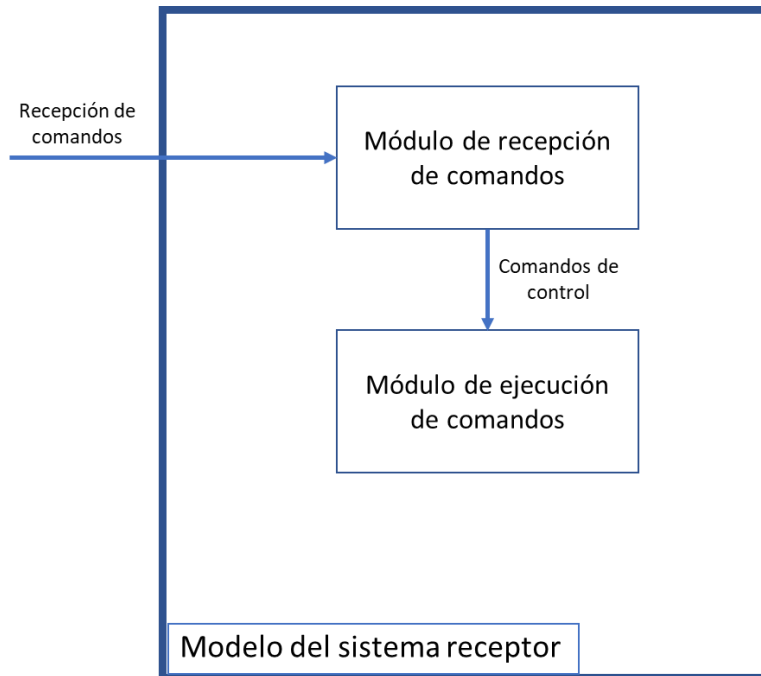 Recepción de
comandos
Módulo de recepción
de comandos
Comandos de
control
Módulo de ejecución
de comandos
Modelo del sistema receptor